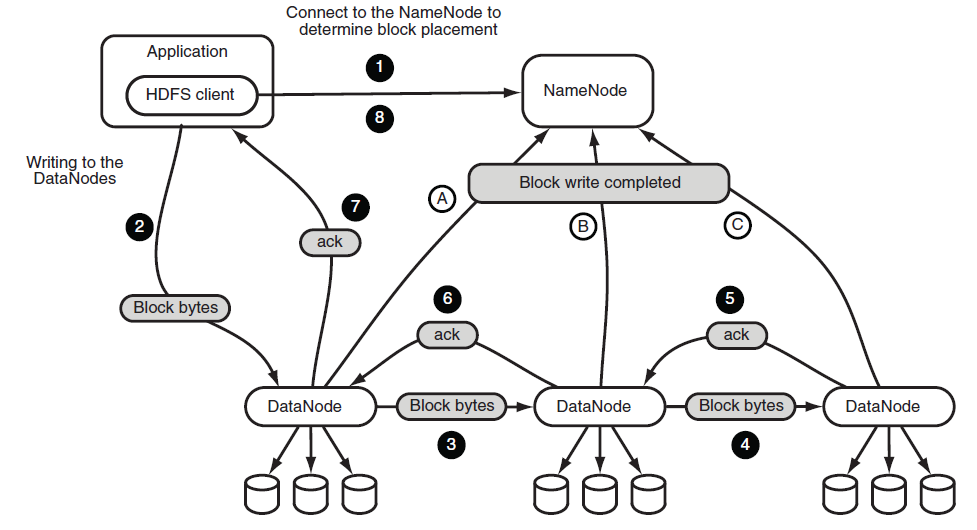 Connect to the NameNode to
determine block placement
Application
HDFS client
1
8
NameNode
Writing to the
DataNodes
2
7
ack
A
Block write completed
B
C
Block bytes
6
ack
5
ack
DataNode
Block bytes
3
DataNode
Block bytes
4
DataNode